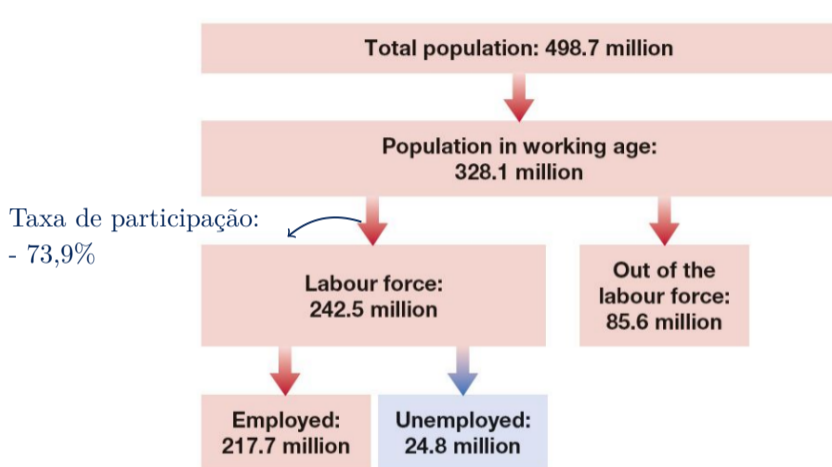 Total population: 498.7 million
Population in working age:
328.1 million
Taxa de participação:
- 73,9%
Labour force:
242.5 million
Out of the
labour force:
85.6 million
Employed:
217.7 million
Unemployed:
24.8 million